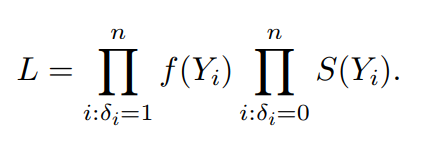 L = ∏_{i:δ_i=1}^{n} f(Y_i) ∏_{i:δ_i=0}^{n} S(Y_i).